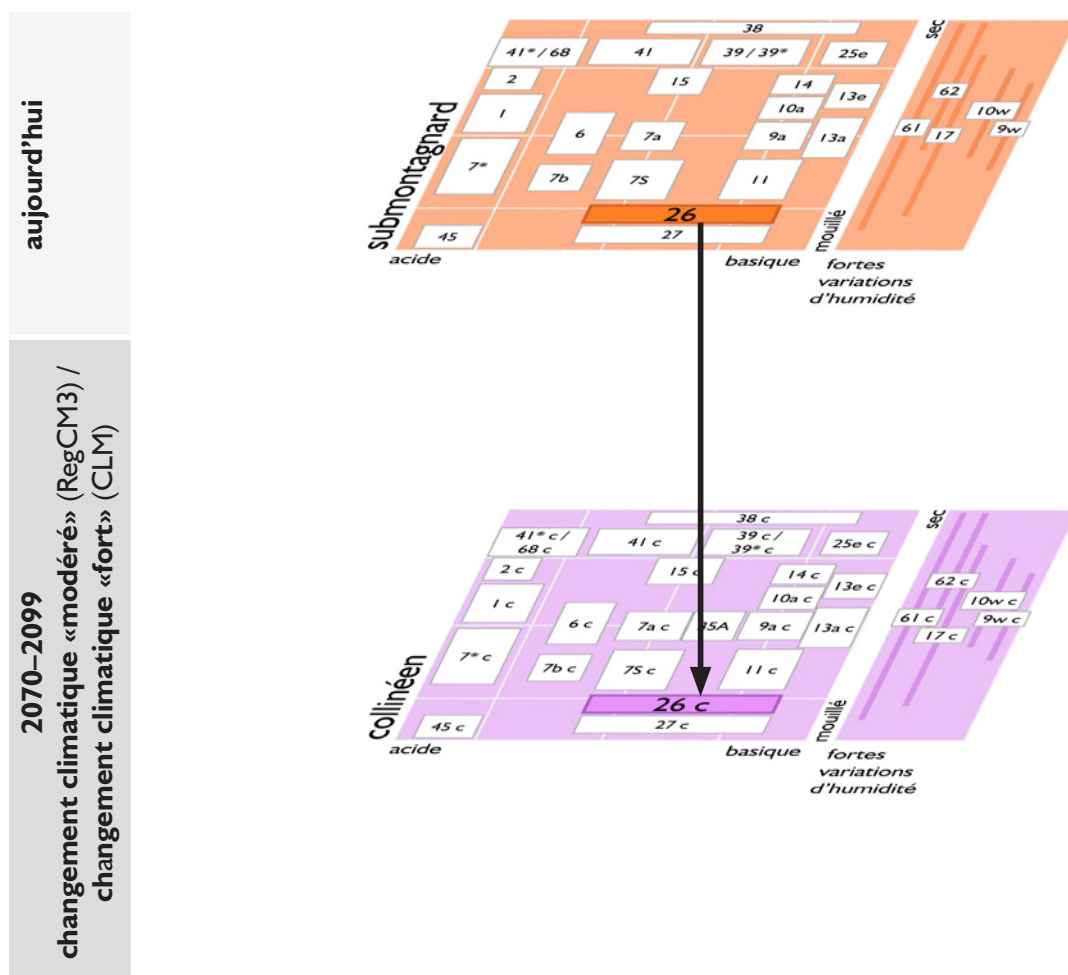 aujourd'hui
38
41* / 68
41
39 / 39*
25e
2
15
14
13e
1
10a
6
7a
9a
13a
7*
7b
7S
11
26
45
27
submontagnard
acide
basique
sec
mouillé
62
10w
61
17
9w
fortes
variations
d'humidité
2070–2099
changement climatique «modéré» (RegCM3) /
changement climatique «fort» (CLM)
38 c
41* c /
68 c
41 c
39 c /
39* c
25e c
2 c
15 c
14 c
13e c
1 c
10a c
6 c
7a c
9a c
13a c
7* c
7b c
7S c
11 c
26 c
45 c
27 c
collinéen
acide
basique
sec
mouillé
62 c
10w c
61 c
17 c
9w c
fortes
variations
d'humidité